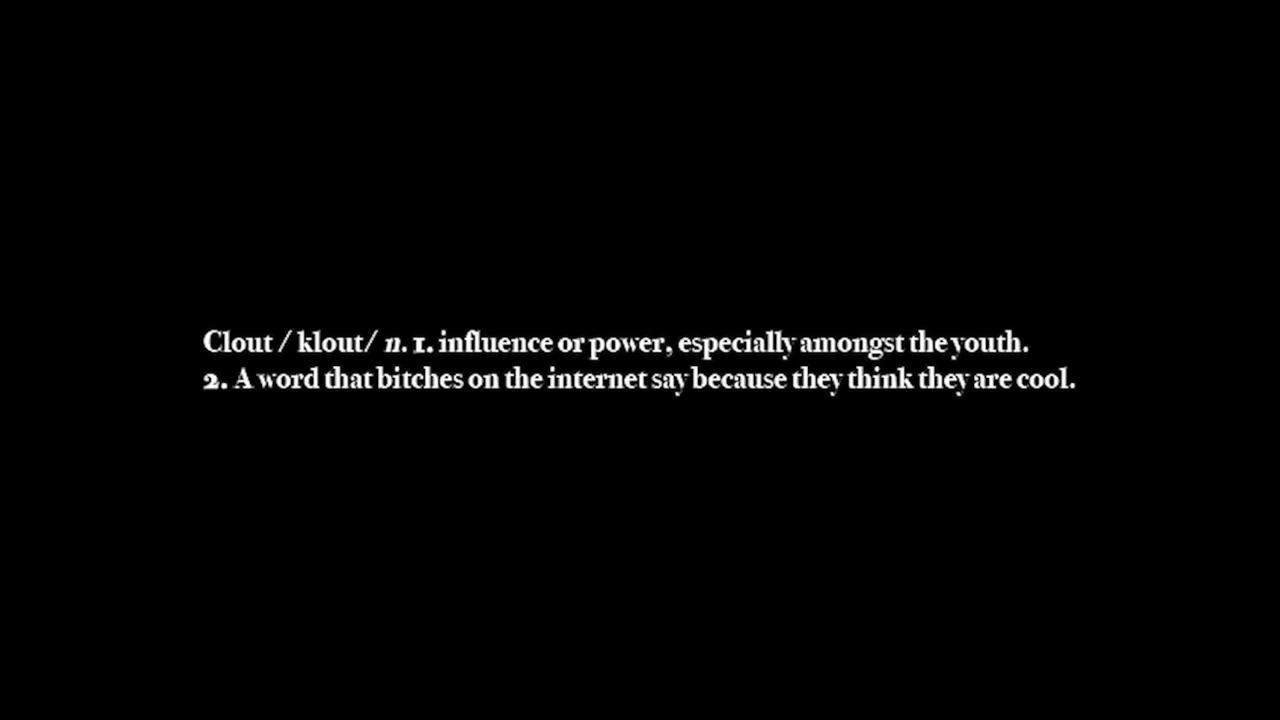 Clout / klout/ n. 1. influence or power, especially amongst the youth.
2. A word that bitches on the internet say because they think they are cool.